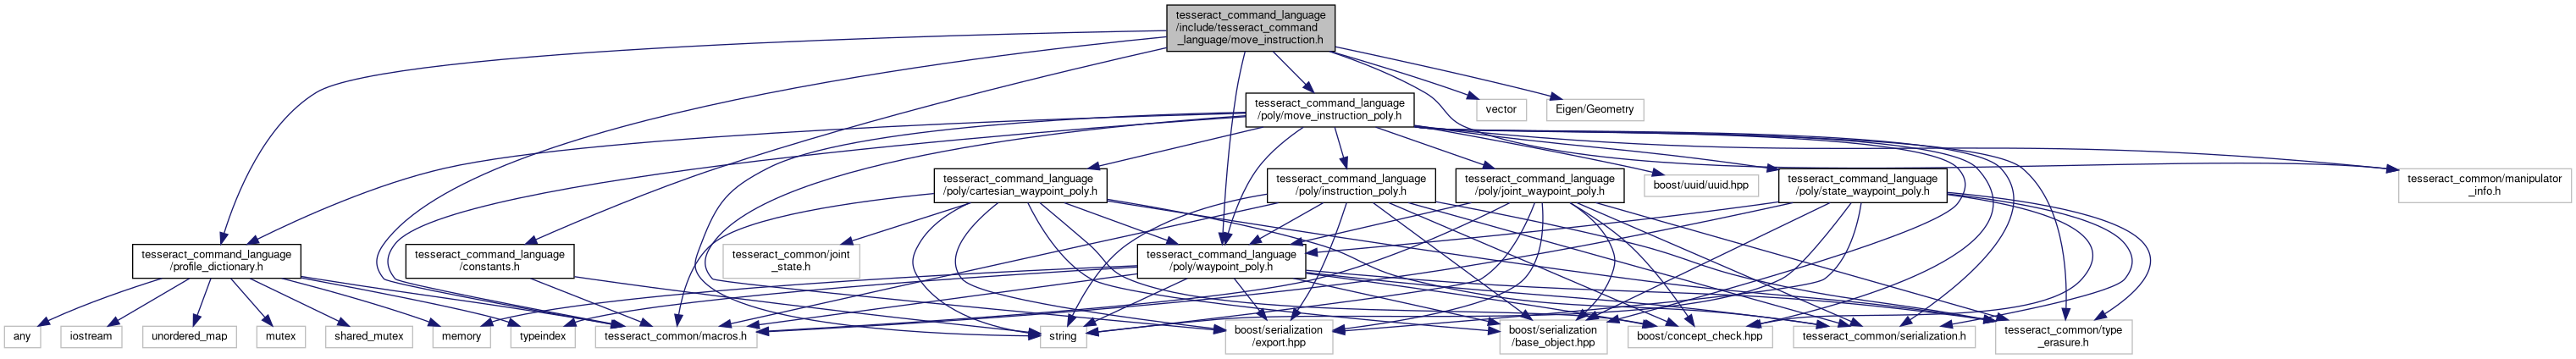 tesseract_command_language
/include/tesseract_command
_language/move_instruction.h
tesseract_command_language
/poly/move_instruction_poly.h
vector
Eigen/Geometry
tesseract_command_language
/poly/cartesian_waypoint_poly.h
tesseract_command_language
/poly/instruction_poly.h
tesseract_command_language
/poly/joint_waypoint_poly.h
boost/uuid/uuid.hpp
tesseract_command_language
/poly/state_waypoint_poly.h
tesseract_common/manipulator
_info.h
tesseract_command_language
/profile_dictionary.h
tesseract_command_language
/constants.h
tesseract_common/joint
_state.h
tesseract_command_language
/poly/waypoint_poly.h
any
iostream
unordered_map
mutex
shared_mutex
memory
typeindex
tesseract_common/macros.h
string
boost/serialization
/export.hpp
boost/serialization
/base_object.hpp
boost/concept_check.hpp
tesseract_common/serialization.h
tesseract_common/type
_erasure.h